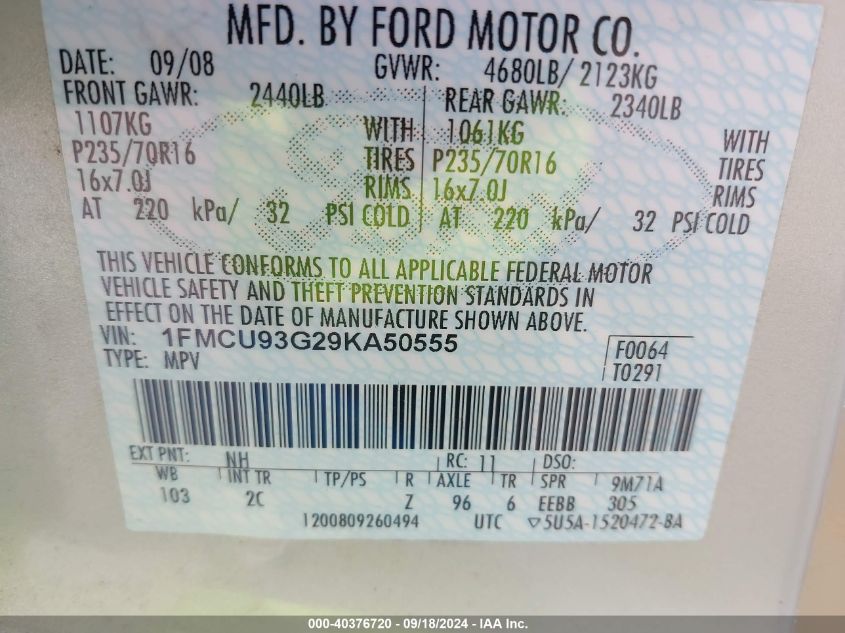 MFD. BY FORD MOTOR CO.
DATE: 09/08 GVWR: 4680LB/ 2123KG
FRONT GAWR: 2440LB REAR GAWR: 2340LB
1107KG WITH 1061KG WITH
P235/70R16 TIRES P235/70R16 TIRES
16x7.0J RIMS 16x7.0J RIMS
AT 220 kPa/ 32 PSI COLD AT 220 kPa/ 32 PSI COLD
THIS VEHICLE CONFORMS TO ALL APPLICABLE FEDERAL MOTOR
VEHICLE SAFETY AND THEFT PREVENTION STANDARDS IN
EFFECT ON THE DATE OF MANUFACTURE SHOWN ABOVE.
VIN: 1FMCU93G29KA50555 F0064
TYPE: MPV T0291
EXT PNT: NH RC: 11 DSO:
WB INT TR TP/PS R AXLE TR SPR 9M71A
103 2C Z 96 6 EEBB 305
1200809260494 UTC ▽5U5A-1520472-BA
000-40376720 - 09/18/2024 - IAA Inc.